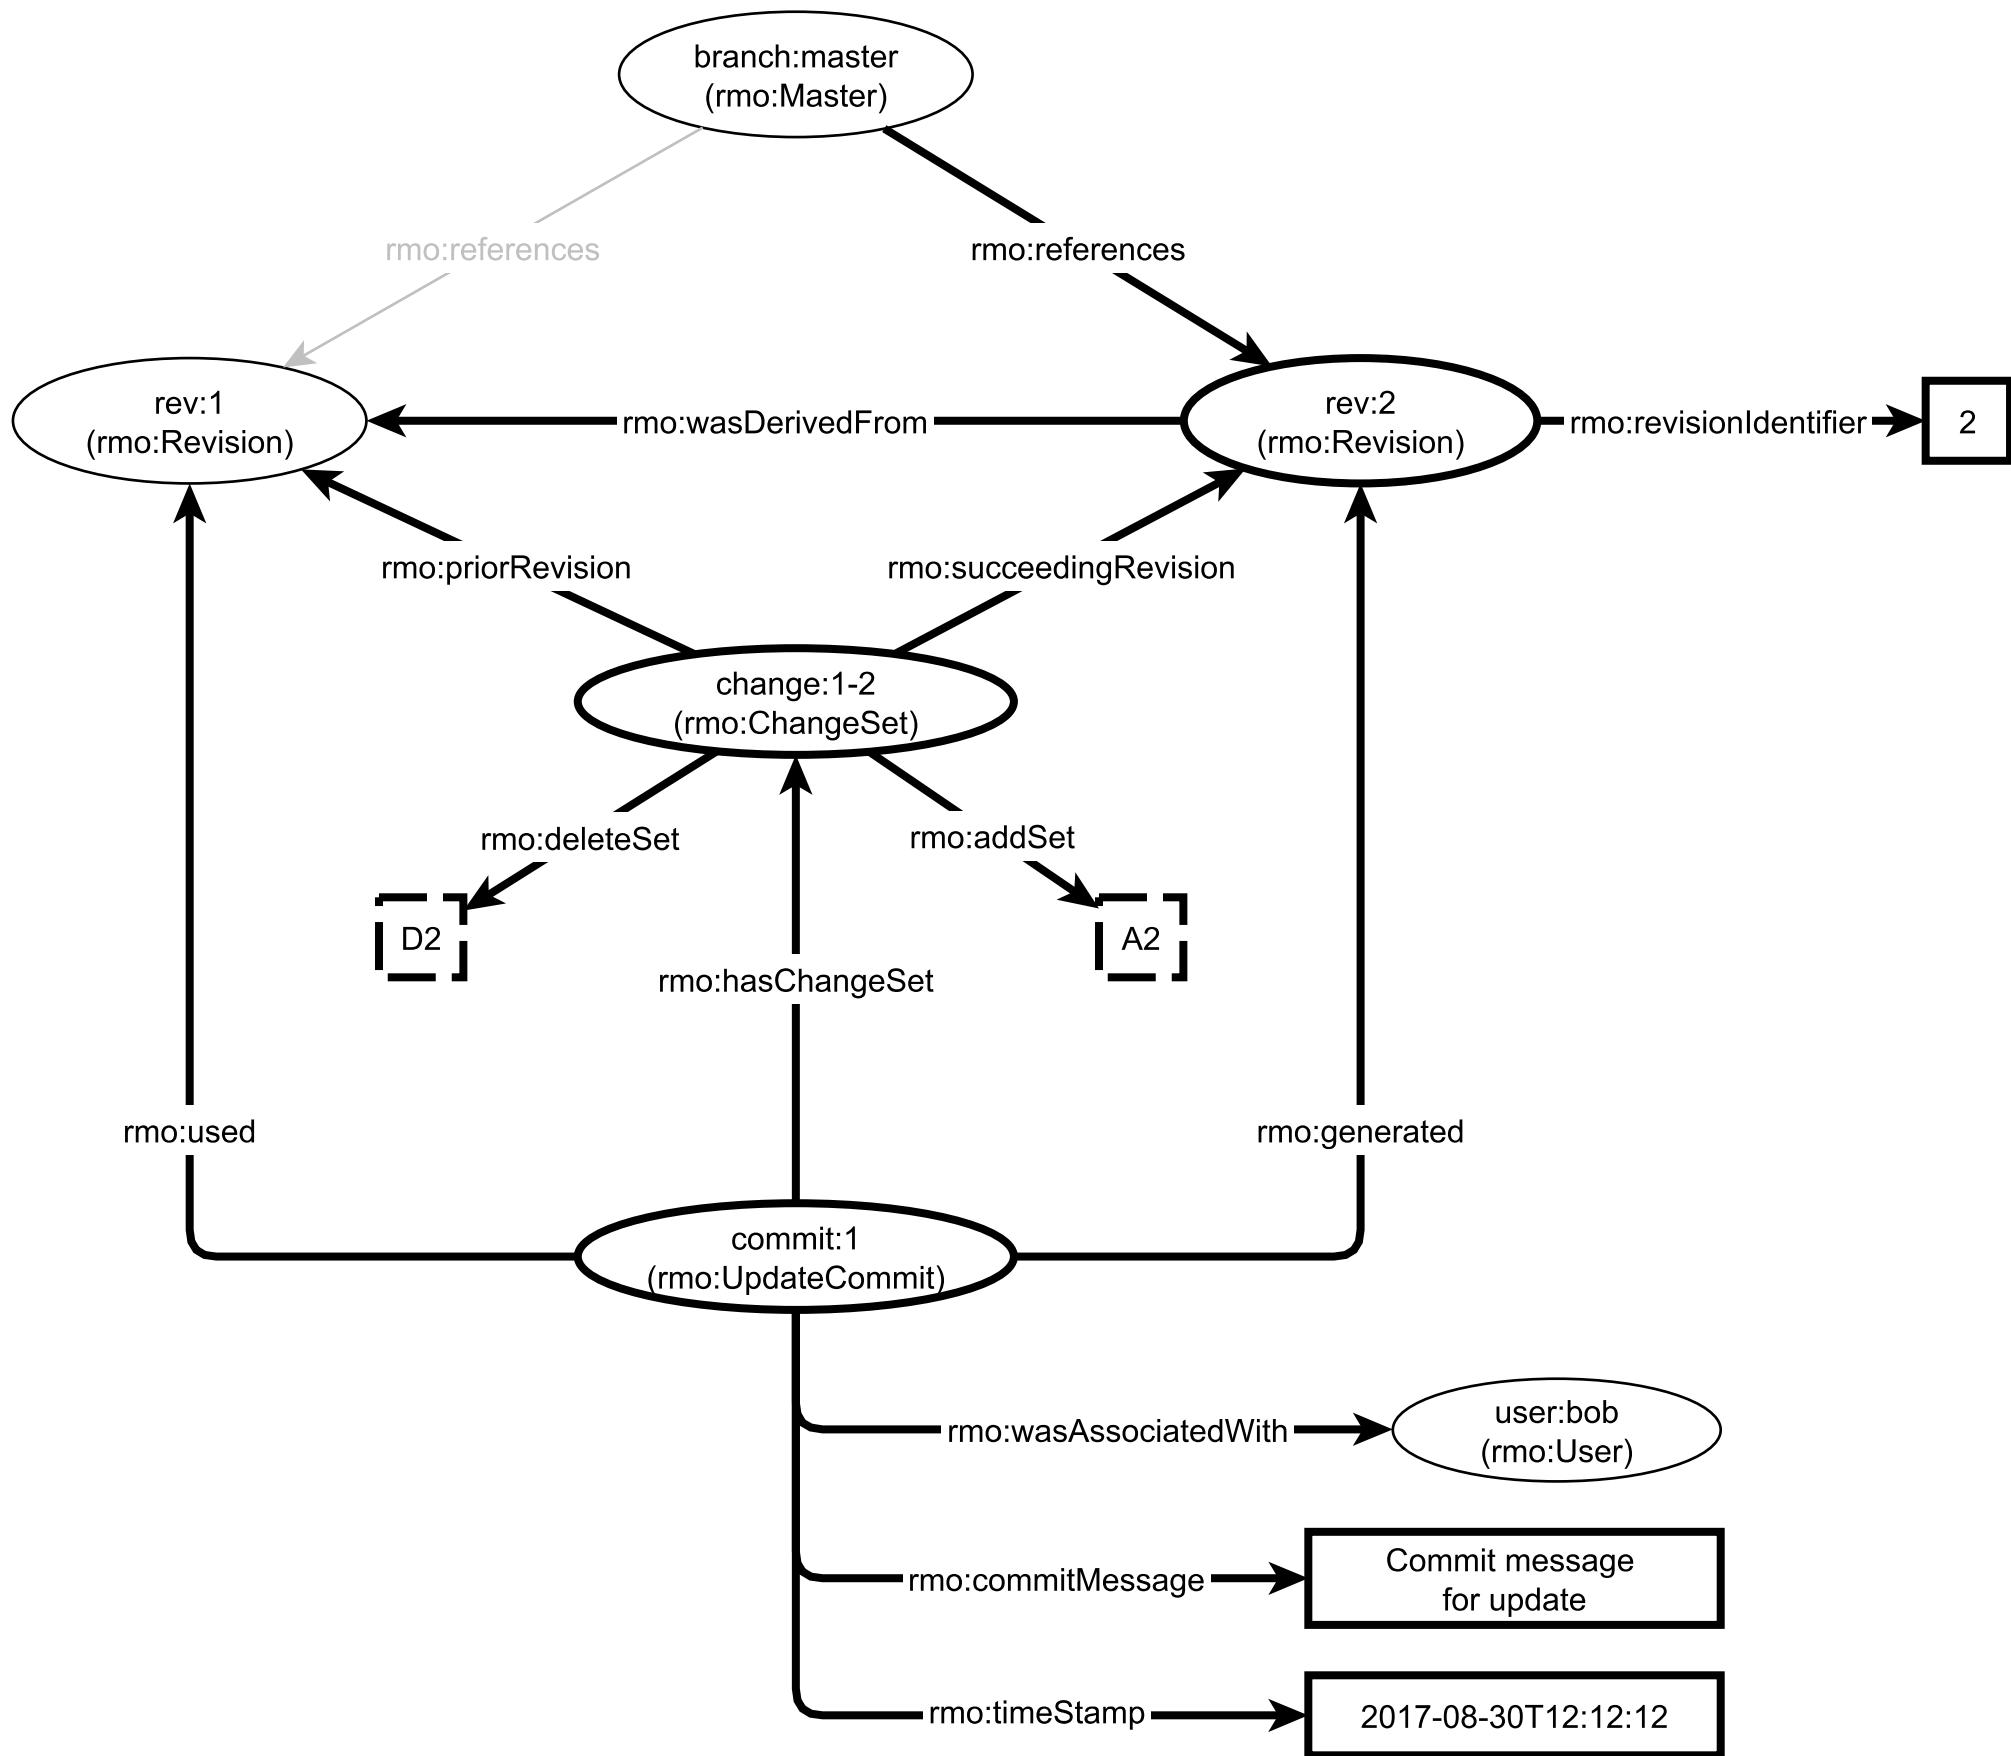 branch:master
(rmo:Master)
rmo:references
rmo:references
rev:1
(rmo:Revision)
rmo:wasDerivedFrom
rev:2
(rmo:Revision)
rmo:revisionIdentifier
2
rmo:priorRevision
rmo:succeedingRevision
change:1-2
(rmo:ChangeSet)
rmo:deleteSet
rmo:addSet
D2
A2
rmo:hasChangeSet
rmo:used
rmo:generated
commit:1
(rmo:UpdateCommit)
rmo:wasAssociatedWith
user:bob
(rmo:User)
rmo:commitMessage
Commit message
for update
rmo:timeStamp
2017-08-30T12:12:12